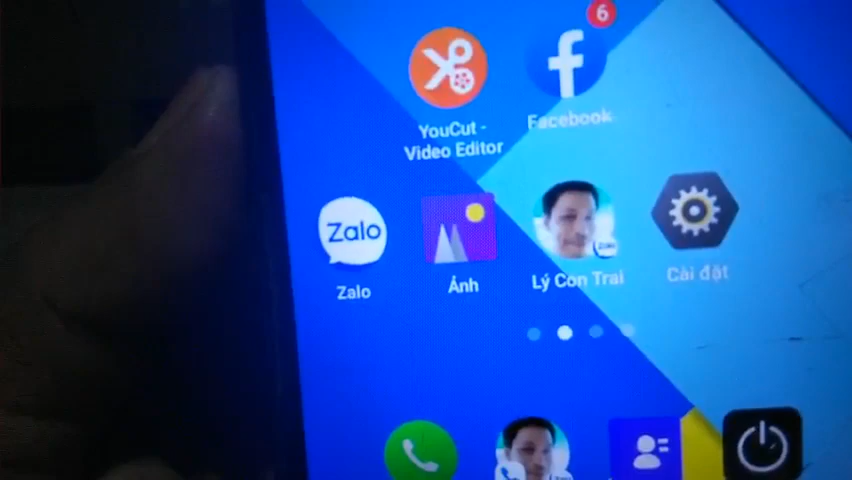 6
YouCut -
Video Editor
Facebook
Zalo
Zalo
Ảnh
Lý Con Trai
Cài đặt